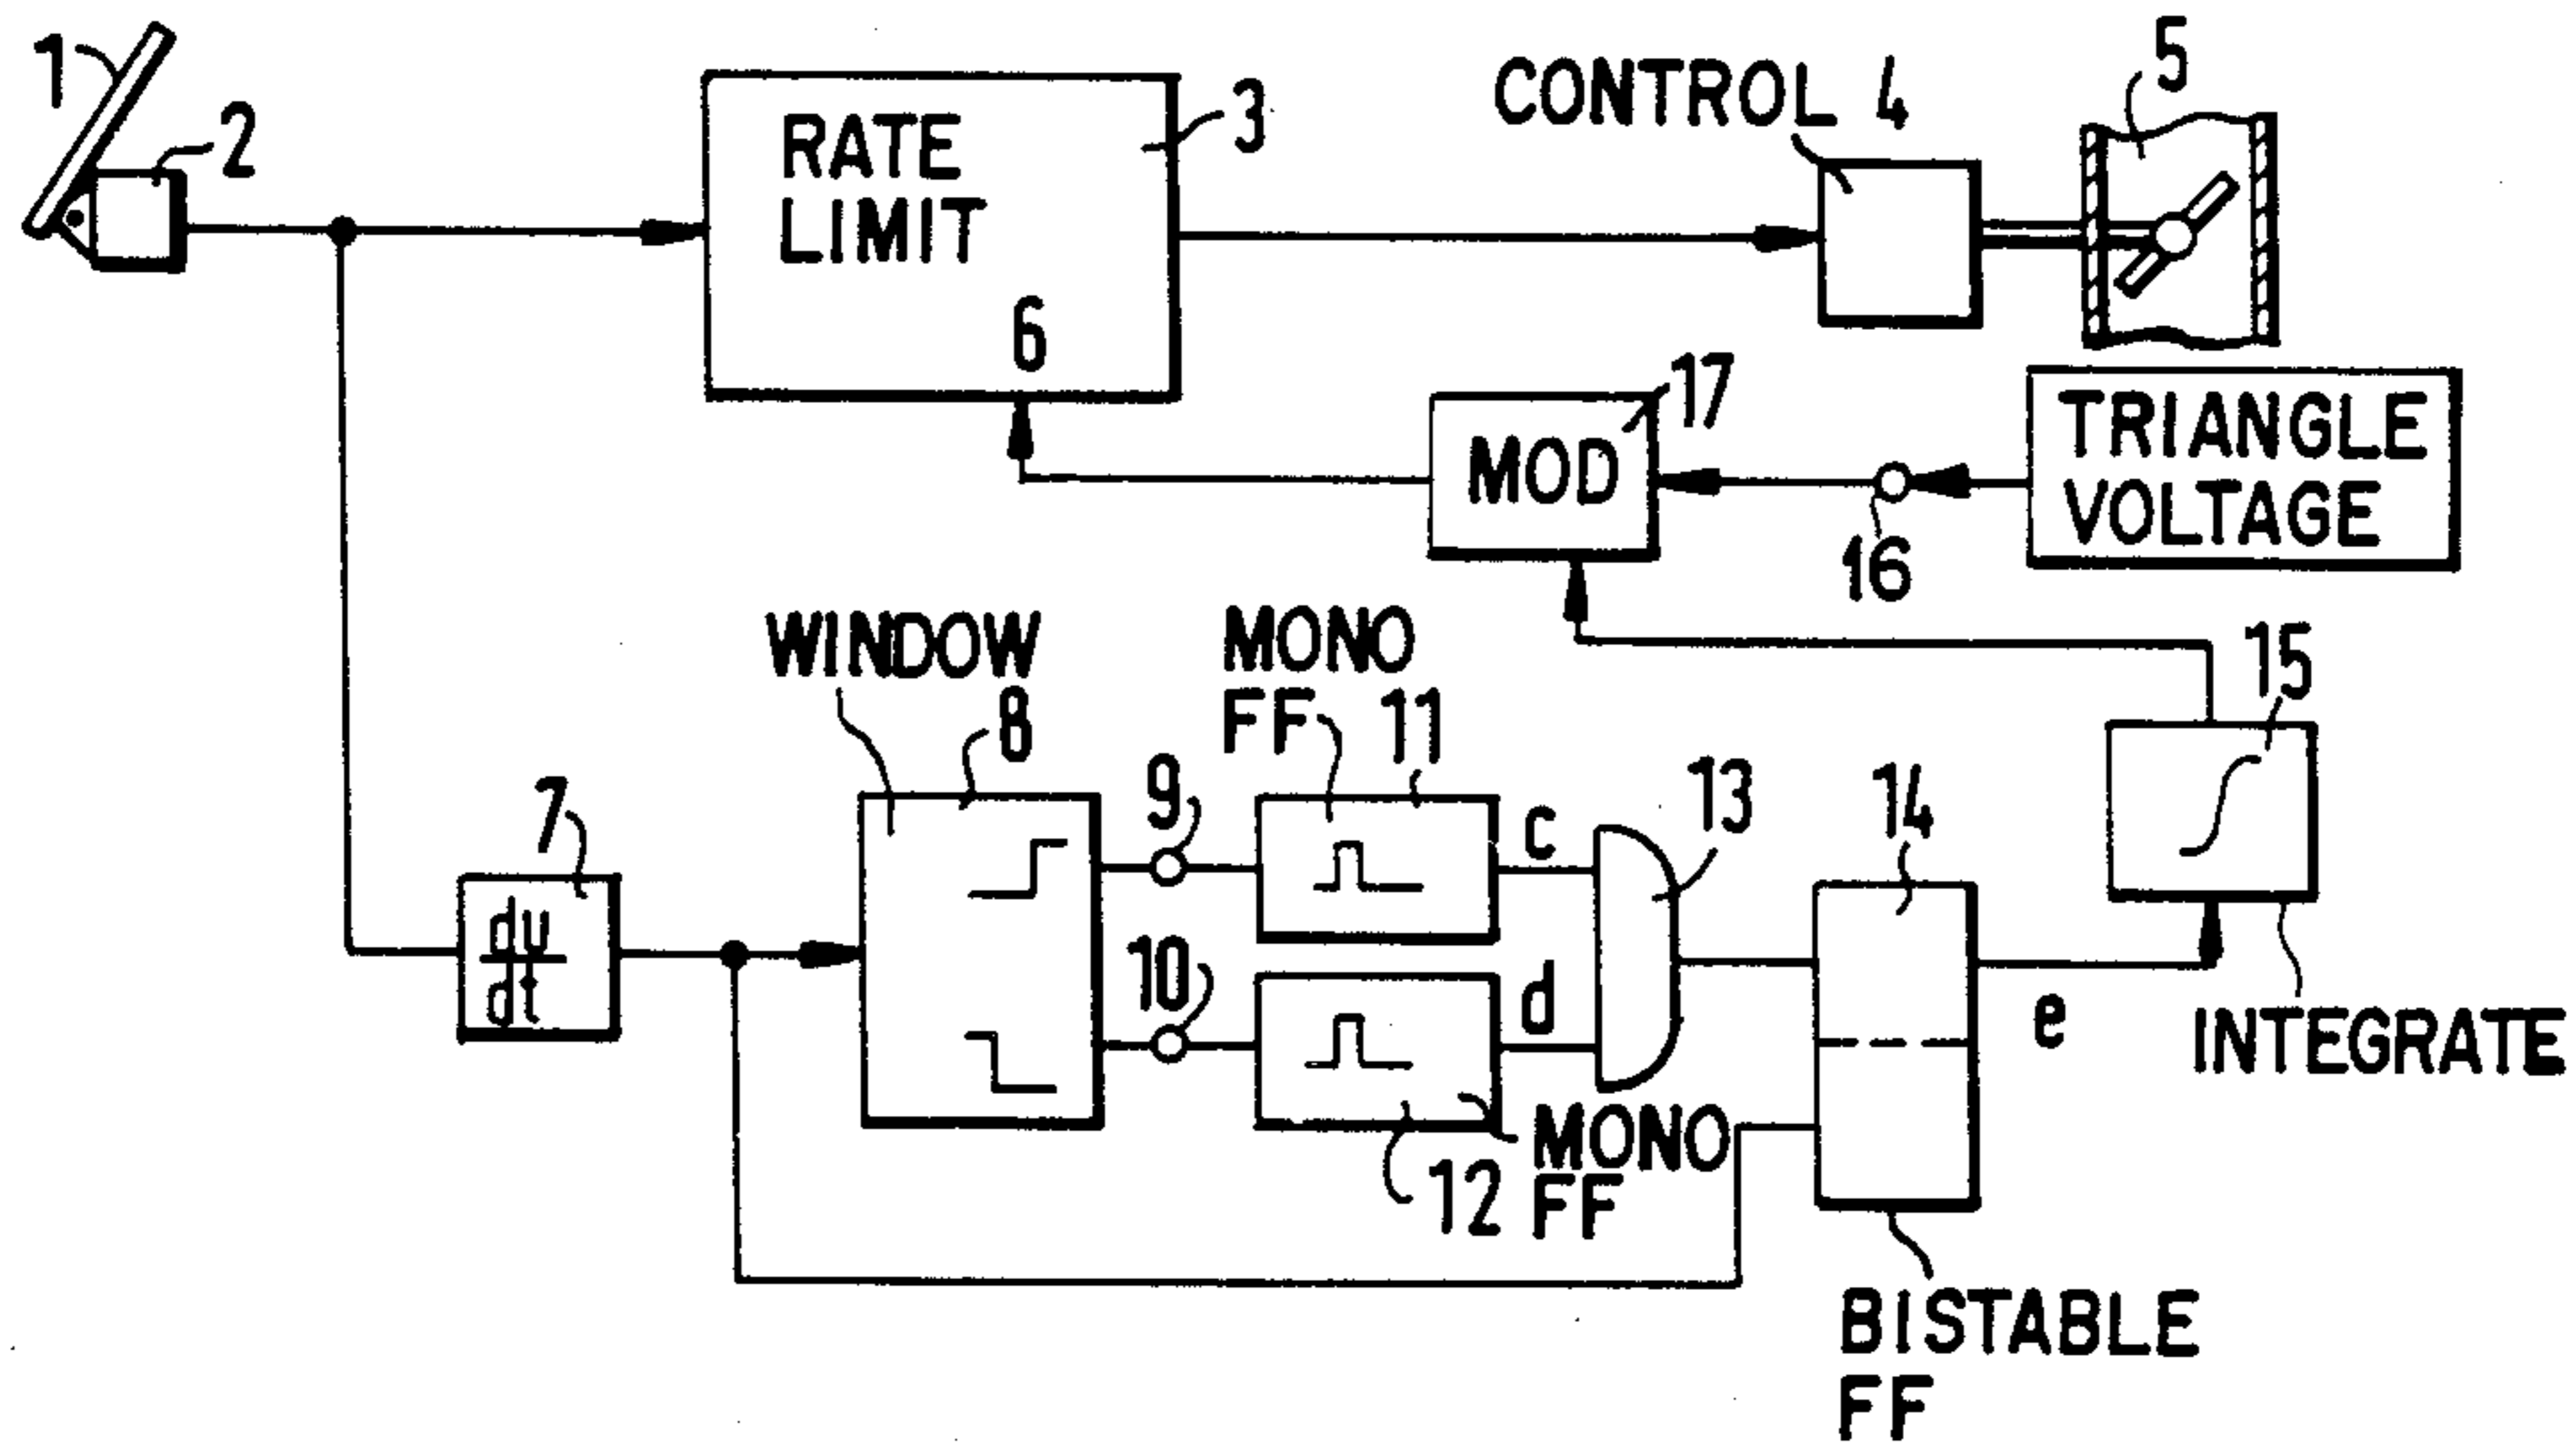 1
2
RATE
LIMIT
3
6
CONTROL 4
5
17
MOD
16
TRIANGLE
VOLTAGE
WINDOW
8
MONO
FF 11
9
10
7
du
dt
c
d
13
14
15
12
MONO
FF
e
INTEGRATE
BISTABLE
FF